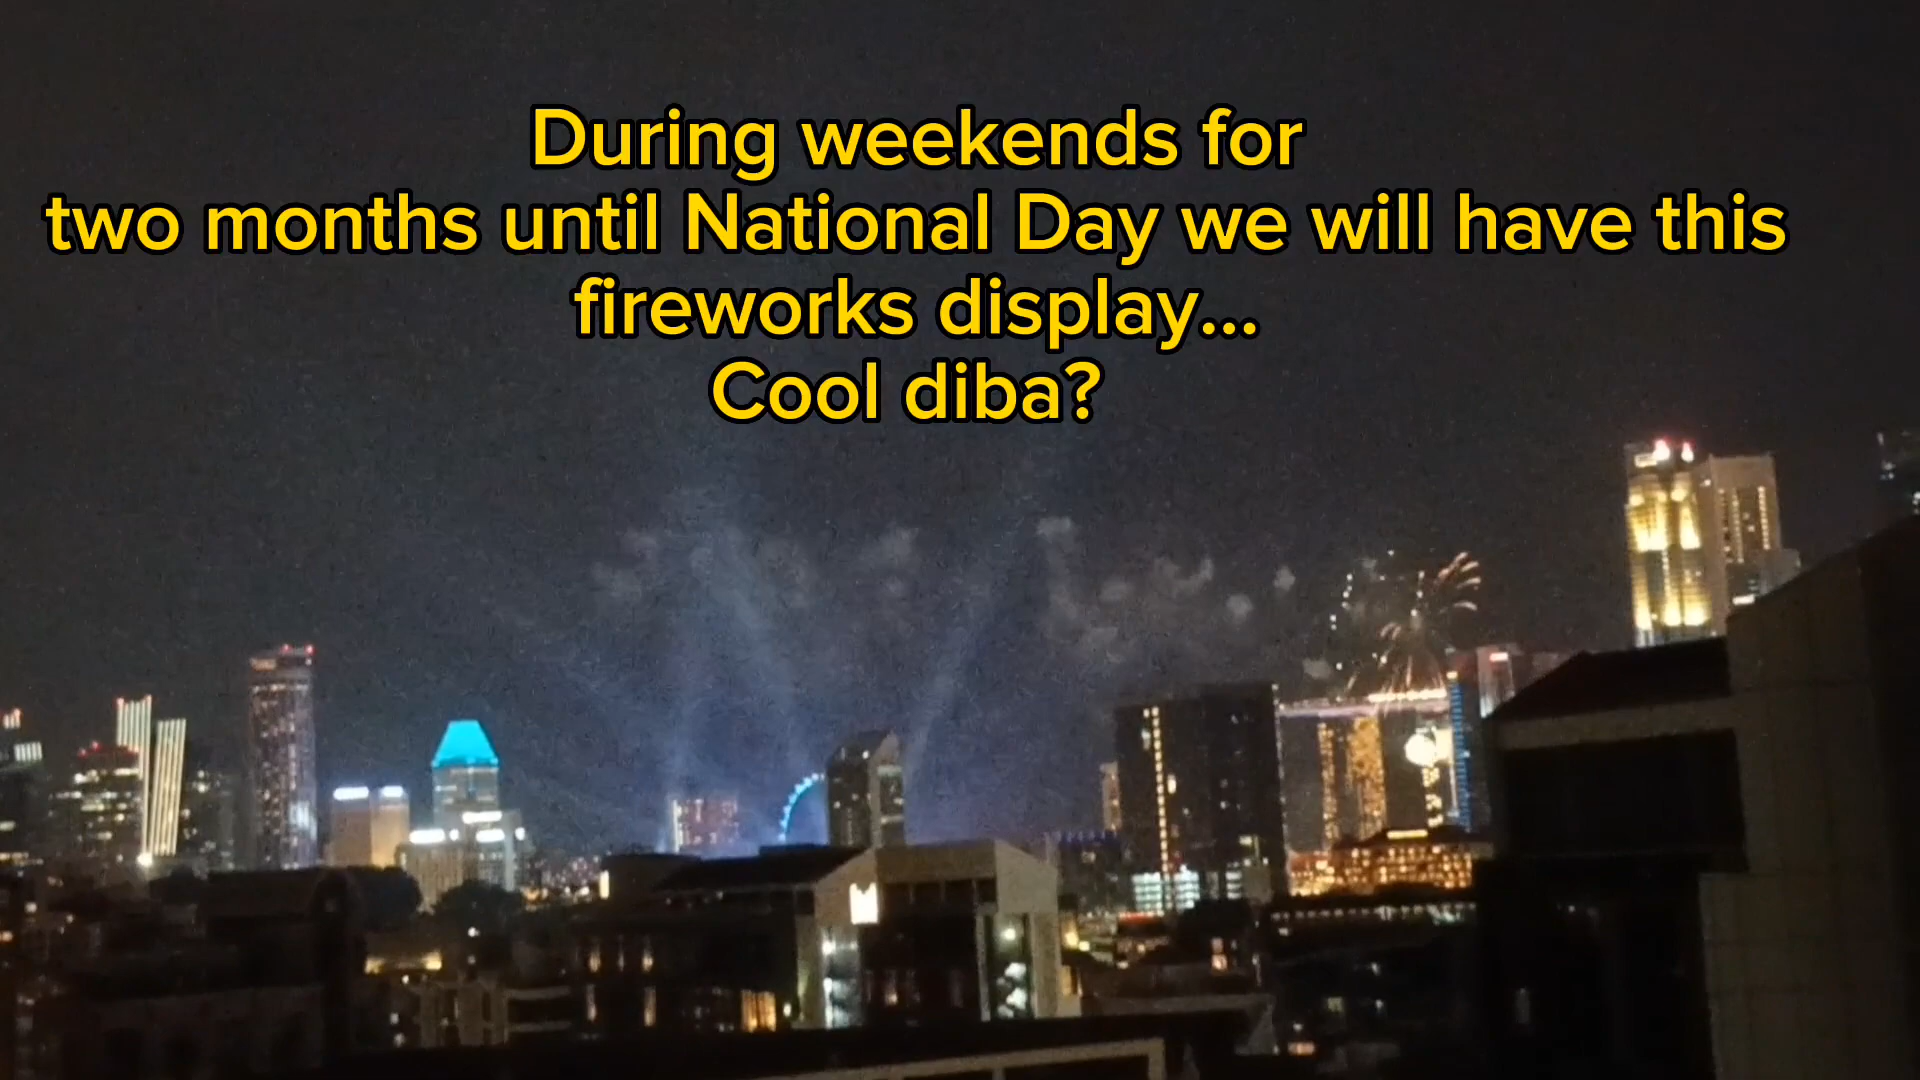 During weekends for
two months until National Day we will have this
fireworks display...
Cool diba?